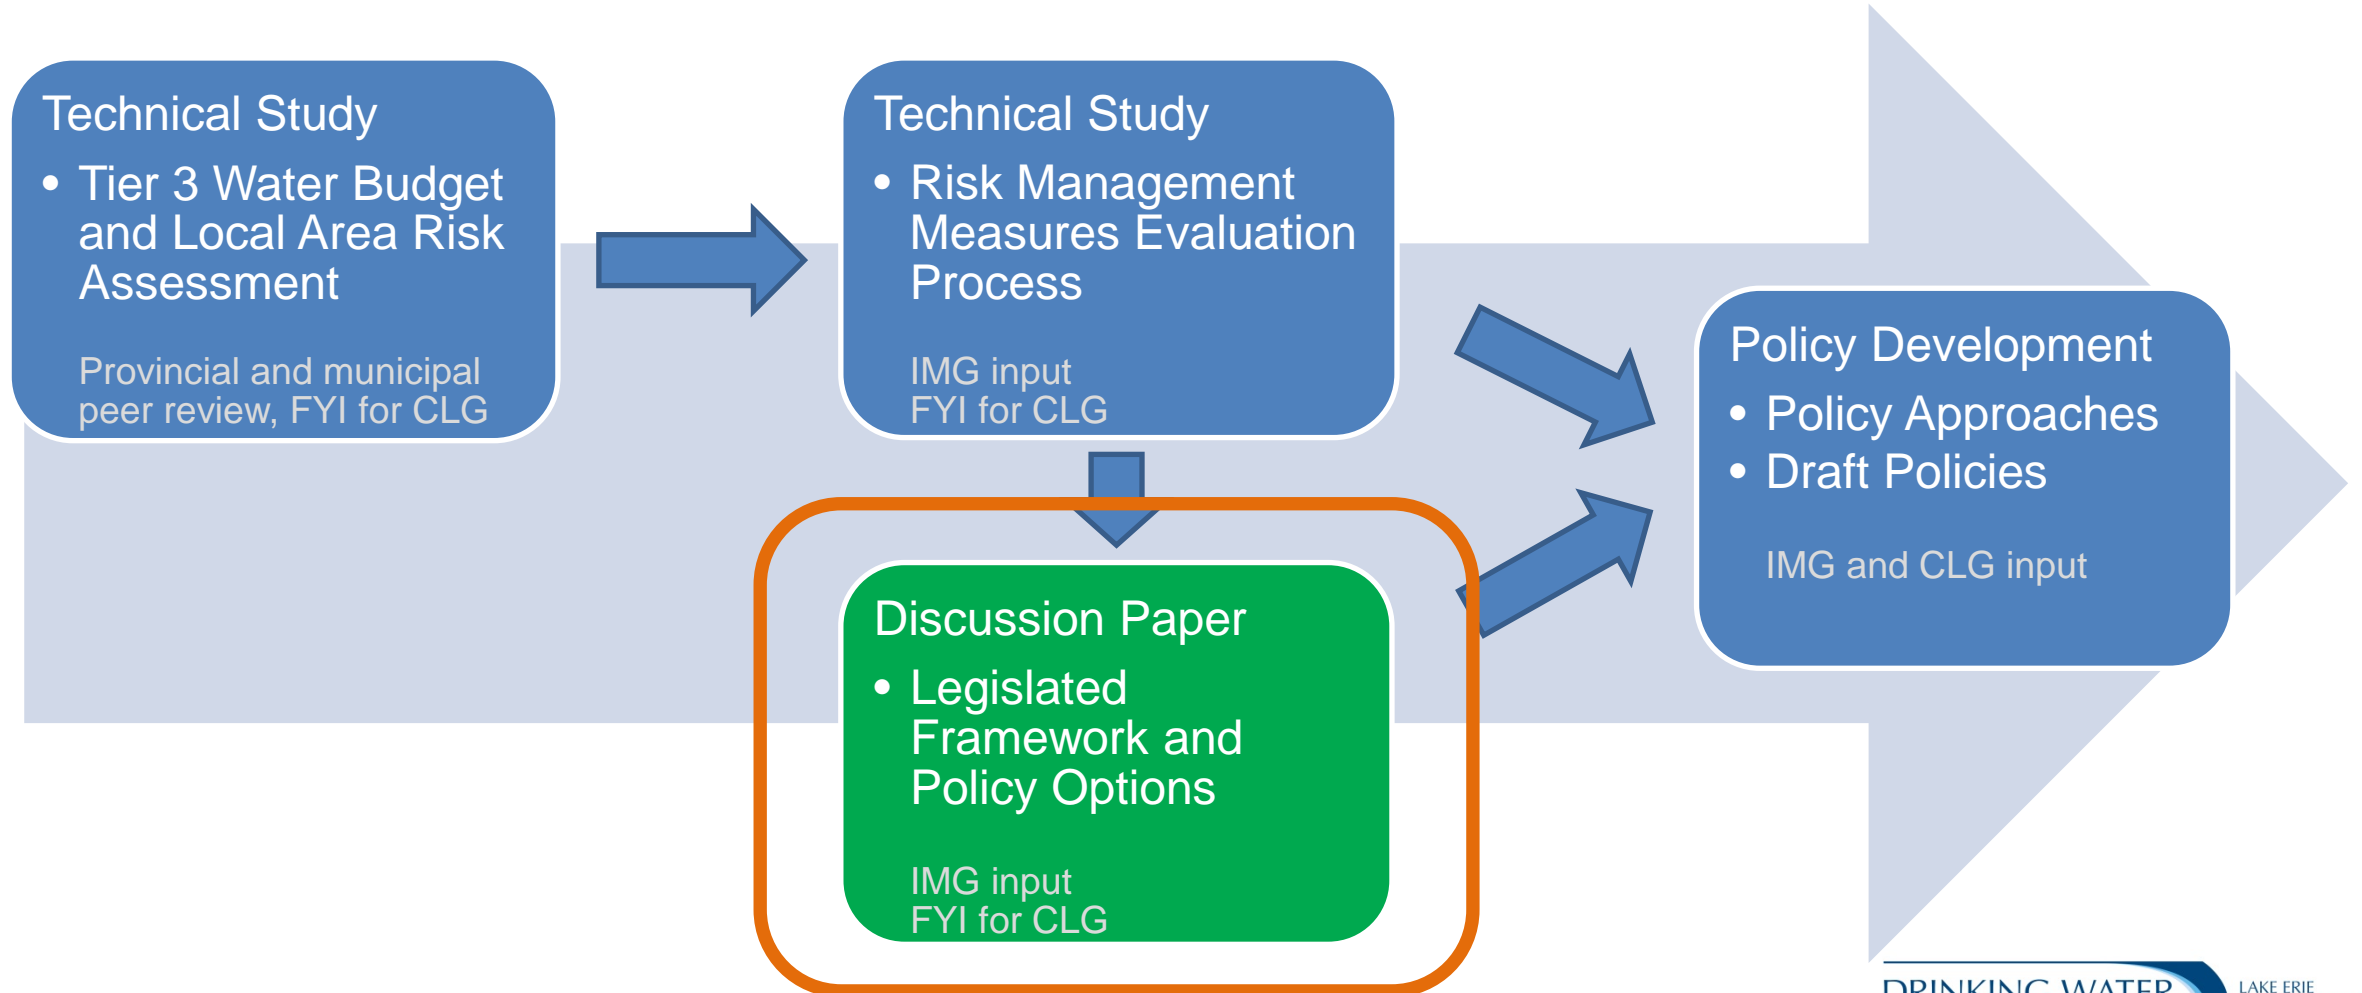 Technical Study
• Tier 3 Water Budget
and Local Area Risk
Assessment
Provincial and municipal
peer review, FYI for CLG
Technical Study
• Risk Management
Measures Evaluation
Process
IMG input
FYI for CLG
Discussion Paper
• Legislated
Framework and
Policy Options
IMG input
FYI for CLG
Policy Development
• Policy Approaches
• Draft Policies
IMG and CLG input
DRINKING WATER
LAKE ERIE